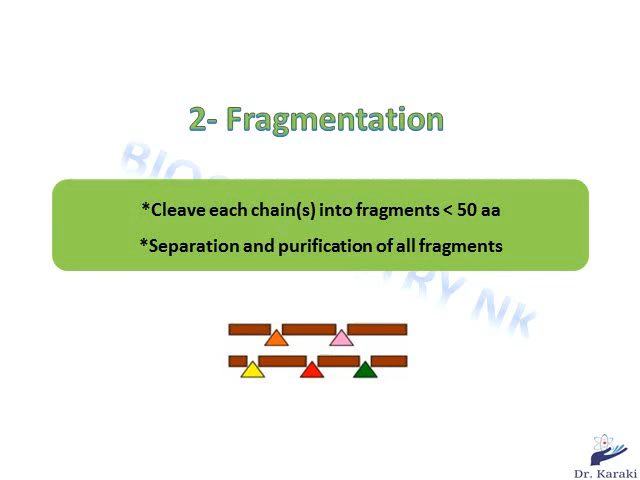 2- Fragmentation
*Cleave each chain(s) into fragments < 50 aa
*Separation and purification of all fragments
Dr. Karaki